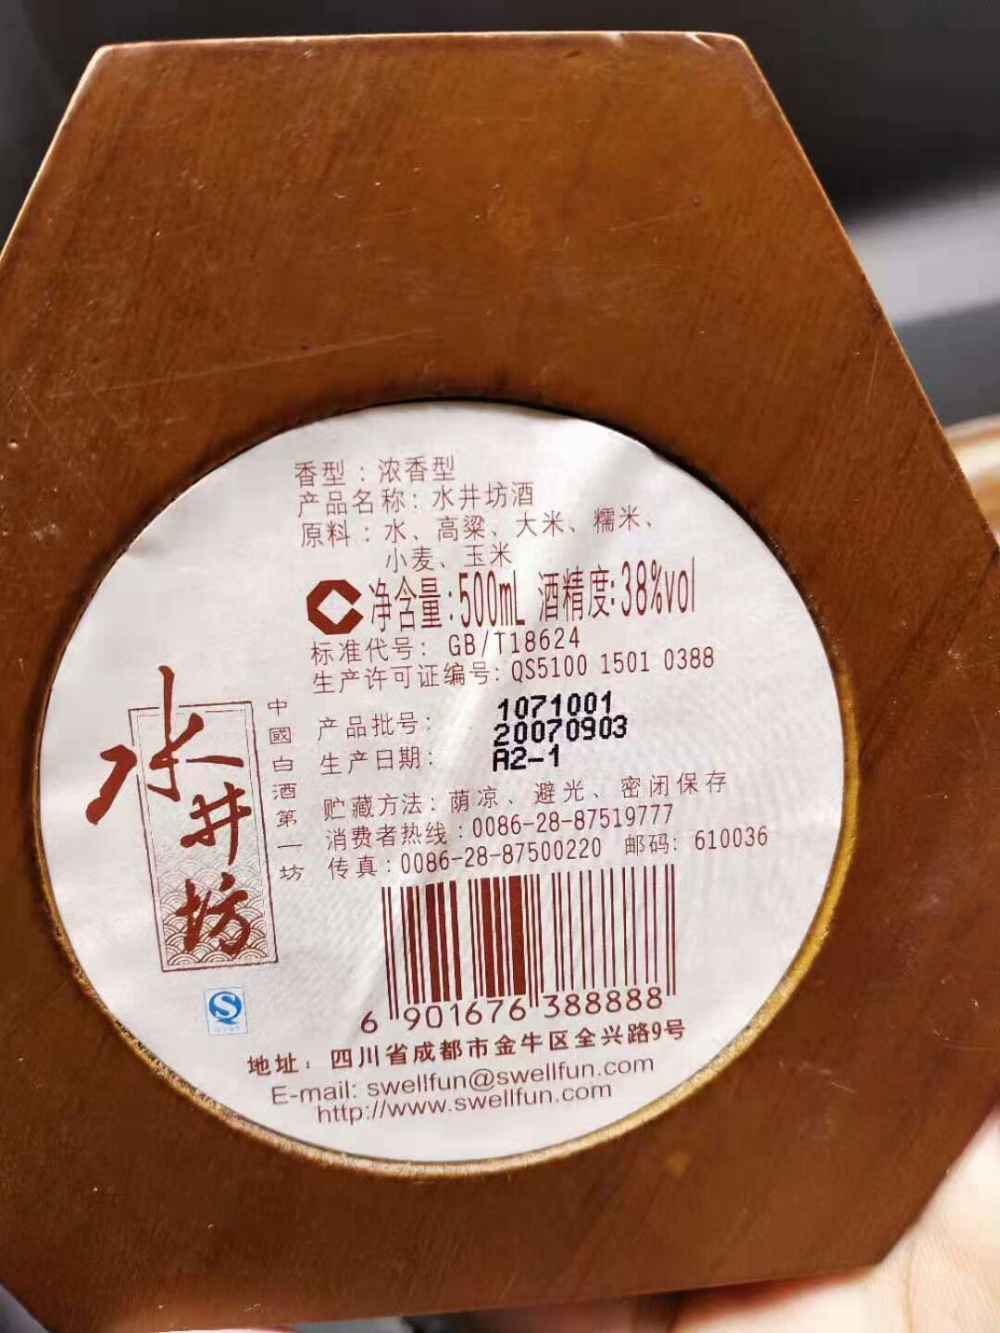 香型：浓香型
产品名称：水井坊酒
原料：水、高粱、大米、糯米、
小麦、玉米
净含量:500mL 酒精度:38%vol
标准代号： GB/T18624
生产许可证编号: QS5100 1501 0388
产品批号： 1071001
20070903
生产日期： A2-1
贮藏方法：荫凉、避光、密闭保存
消费者热线：0086-28-87519777
传真:0086-28-87500220 邮码: 610036
水井坊
中國白酒第一坊
6 901676 388888
地址：四川省成都市金牛区全兴路9号
E-mail: swellfun@swellfun.com
http://www.swellfun.com